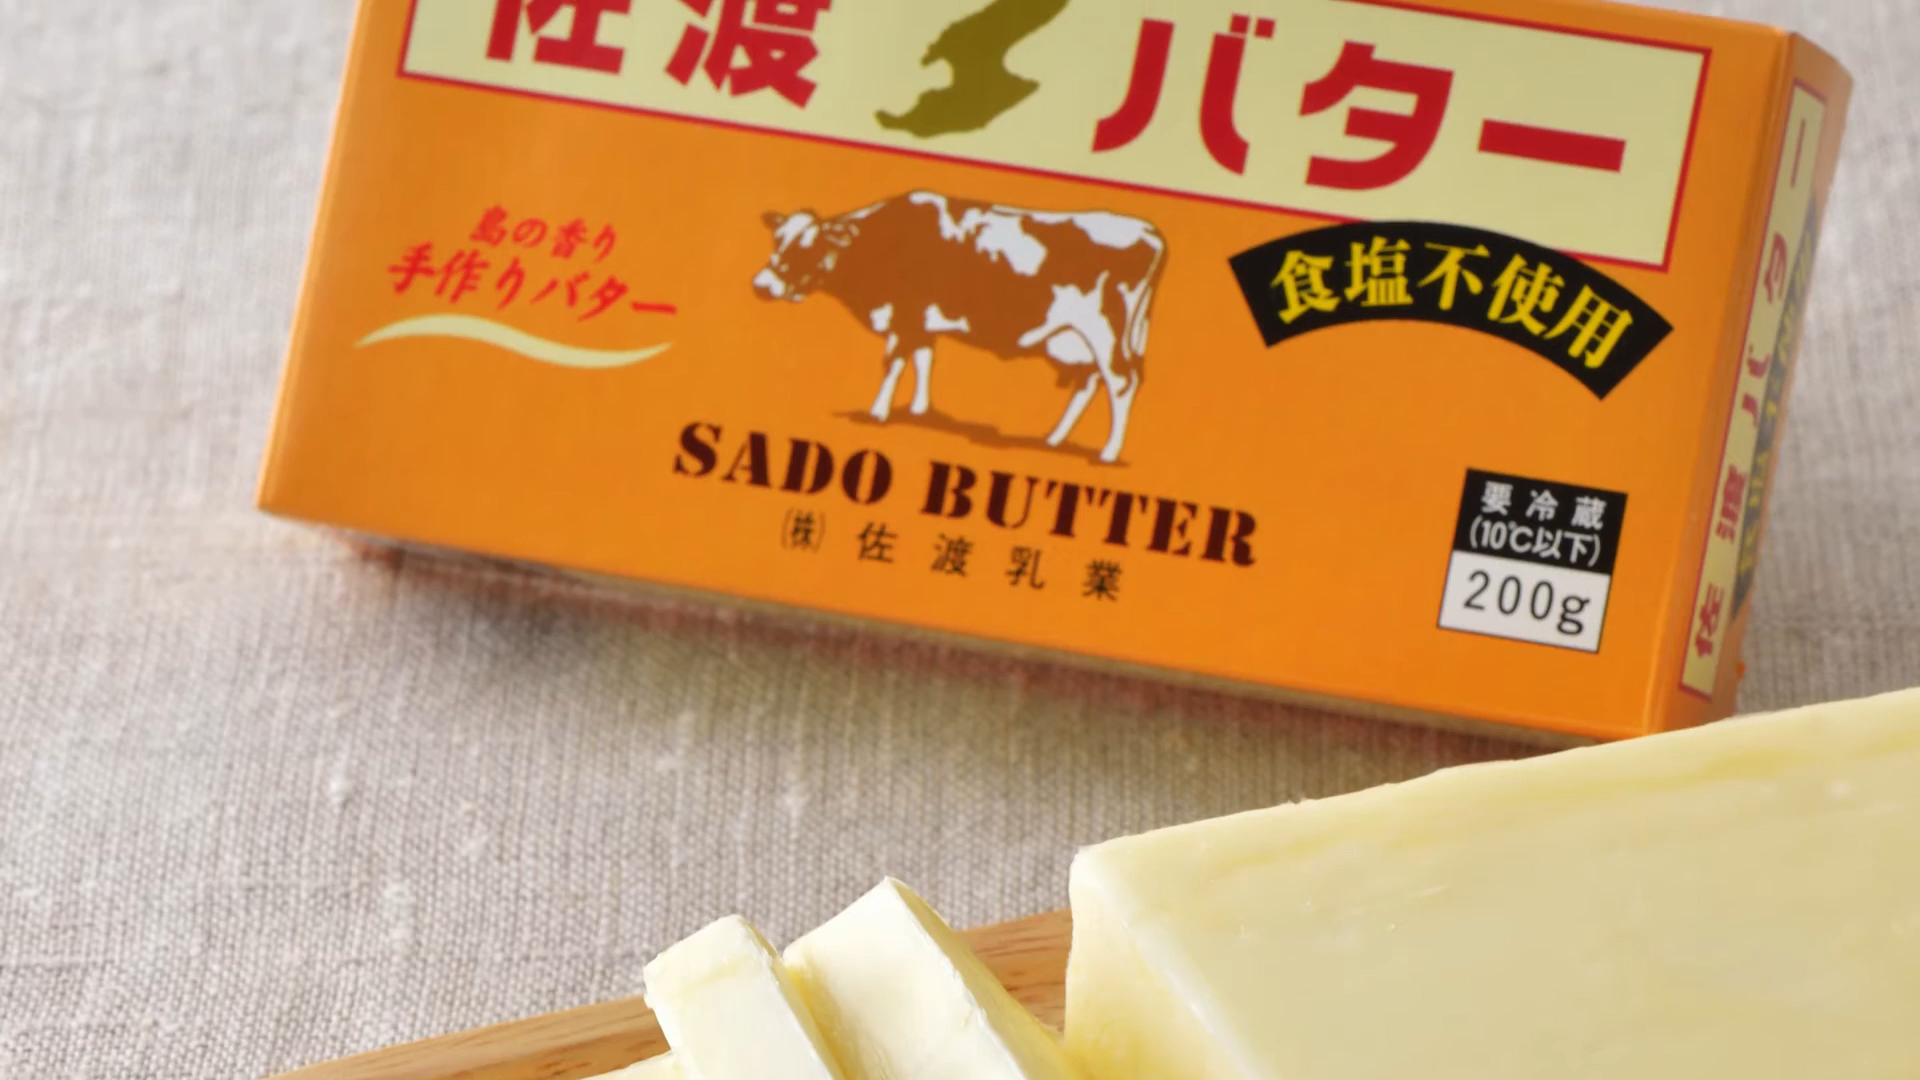 佐渡バター
島の香り
手作りバター
食塩不使用
SADO BUTTER
㈱佐渡乳業
要冷蔵
(10℃以下)
200g
佐渡バター